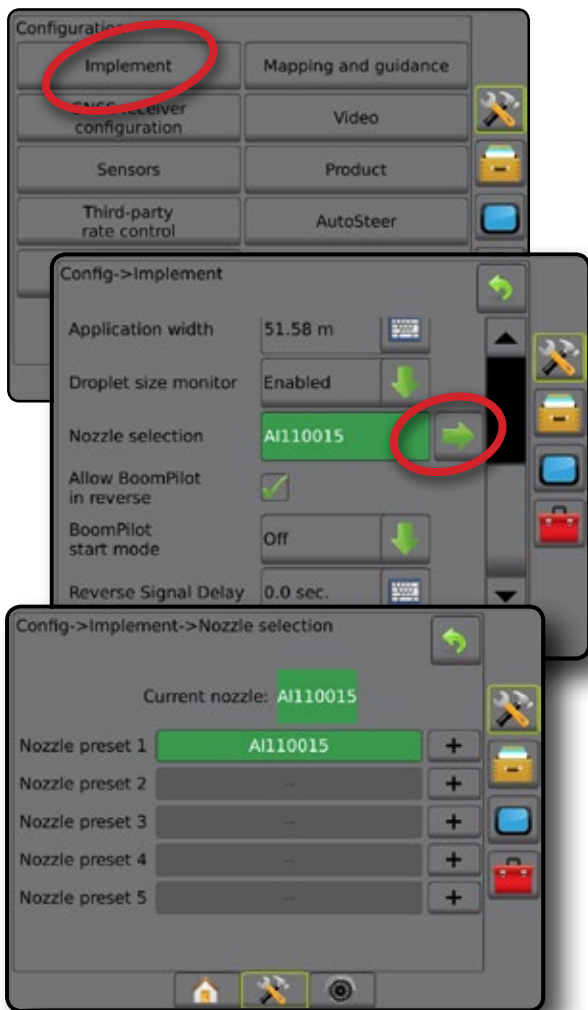 Configuration
Implement
Mapping and guidance
GNSS receiver
configuration
Video
Sensors
Product
Third-party
rate control
AutoSteer
Config->Implement
Application width
51.58 m
Droplet size monitor
Enabled
Nozzle selection
AI110015
Allow BoomPilot
in reverse
BoomPilot
start mode
Off
Reverse Signal Delay
0.0 sec.
Config->Implement->Nozzle selection
Current nozzle: AI110015
Nozzle preset 1 AI110015 +
Nozzle preset 2 -- +
Nozzle preset 3 -- +
Nozzle preset 4 -- +
Nozzle preset 5 -- +